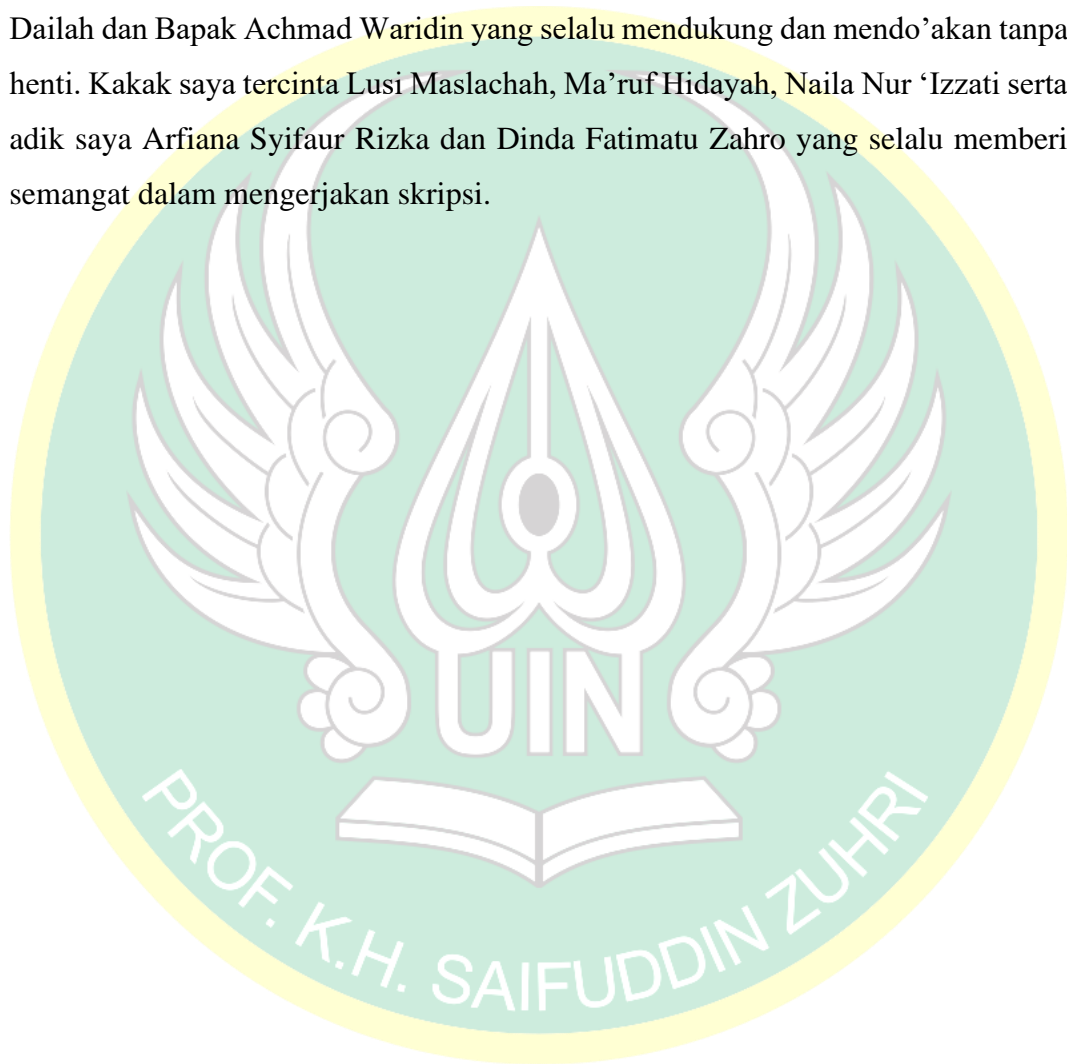 Dailah dan Bapak Achmad Waridin yang selalu mendukung dan mendo’akan tanpa
henti. Kakak saya tercinta Lusi Maslachah, Ma’ruf Hidayah, Naila Nur ‘Izzati serta
adik saya Arfiana Syifaur Rizka dan Dinda Fatimatu Zahro yang selalu memberi
semangat dalam mengerjakan skripsi.
UIN
PROF. K.H. SAIFUDDIN ZUHRI